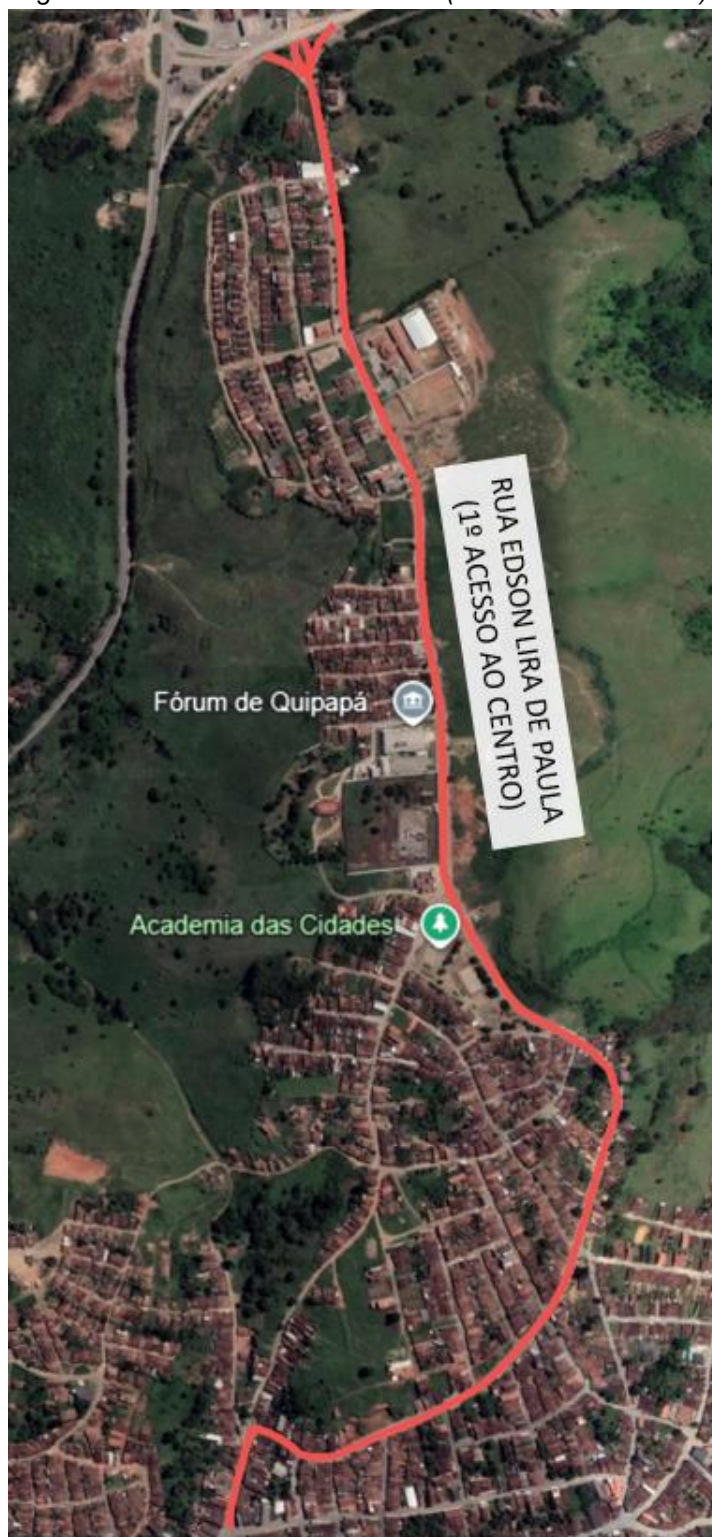 RUA EDSON LIRA DE PAULA
(1º ACESSO AO CENTRO)
Fórum de Quipapá
Academia das Cidades